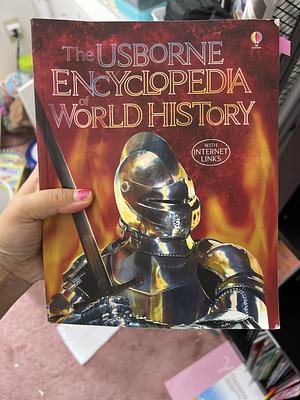 The USBORNE
ENCYCLOPEDIA
of
WORLD HISTORY
WITH
INTERNET
LINKS